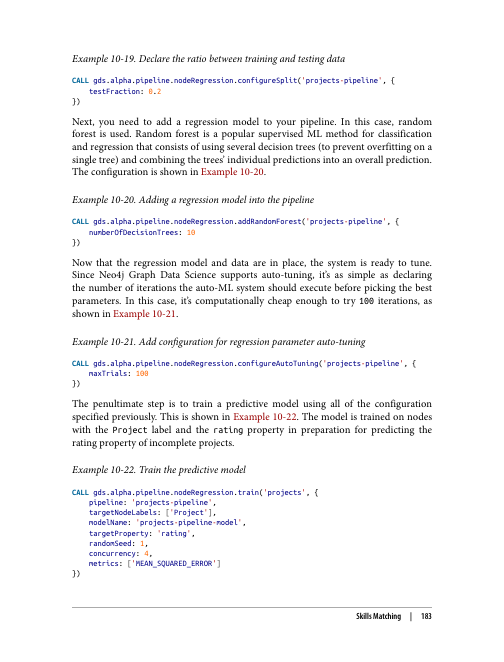 Example 10-19. Declare the ratio between training and testing data
CALL gds.alpha.pipeline.nodeRegression.configureSplit('projects-pipeline', {
    testFraction: 0.2
})
Next, you need to add a regression model to your pipeline. In this case, random
forest is used. Random forest is a popular supervised ML method for classification
and regression that consists of using several decision trees (to prevent overfitting on a
single tree) and combining the trees' individual predictions into an overall prediction.
The configuration is shown in Example 10-20.
Example 10-20. Adding a regression model into the pipeline
CALL gds.alpha.pipeline.nodeRegression.addRandomForest('projects-pipeline', {
    numberOfDecisionTrees: 10
})
Now that the regression model and data are in place, the system is ready to tune.
Since Neo4j Graph Data Science supports auto-tuning, it's as simple as declaring
the number of iterations the auto-ML system should execute before picking the best
parameters. In this case, it's computationally cheap enough to try 100 iterations, as
shown in Example 10-21.
Example 10-21. Add configuration for regression parameter auto-tuning
CALL gds.alpha.pipeline.nodeRegression.configureAutoTuning('projects-pipeline', {
    maxTrials: 100
})
The penultimate step is to train a predictive model using all of the configuration
specified previously. This is shown in Example 10-22. The model is trained on nodes
with the Project label and the rating property in preparation for predicting the
rating property of incomplete projects.
Example 10-22. Train the predictive model
CALL gds.alpha.pipeline.nodeRegression.train('projects', {
    pipeline: 'projects-pipeline',
    targetNodeLabels: ['Project'],
    modelName: 'projects-pipeline-model',
    targetProperty: 'rating',
    randomSeed: 1,
    concurrency: 4,
    metrics: ['MEAN_SQUARED_ERROR']
})
Skills Matching | 183